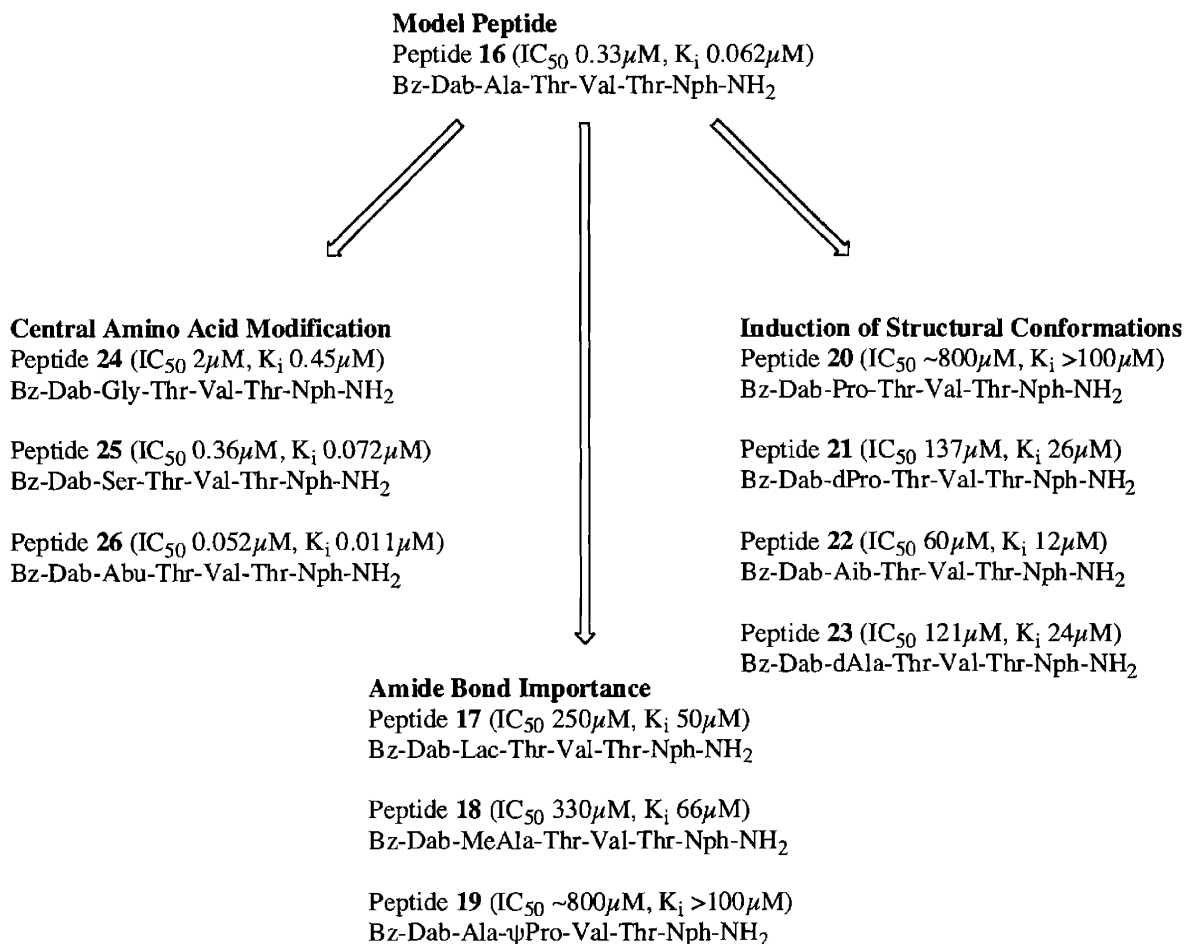 Model Peptide
Peptide 16 (IC50 0.33μM, Ki 0.062μM)
Bz-Dab-Ala-Thr-Val-Thr-Nph-NH2
Central Amino Acid Modification
Peptide 24 (IC50 2μM, Ki 0.45μM)
Bz-Dab-Gly-Thr-Val-Thr-Nph-NH2
Peptide 25 (IC50 0.36μM, Ki 0.072μM)
Bz-Dab-Ser-Thr-Val-Thr-Nph-NH2
Peptide 26 (IC50 0.052μM, Ki 0.011μM)
Bz-Dab-Abu-Thr-Val-Thr-Nph-NH2
Induction of Structural Conformations
Peptide 20 (IC50 ~800μM, Ki >100μM)
Bz-Dab-Pro-Thr-Val-Thr-Nph-NH2
Peptide 21 (IC50 137μM, Ki 26μM)
Bz-Dab-dPro-Thr-Val-Thr-Nph-NH2
Peptide 22 (IC50 60μM, Ki 12μM)
Bz-Dab-Aib-Thr-Val-Thr-Nph-NH2
Peptide 23 (IC50 121μM, Ki 24μM)
Bz-Dab-dAla-Thr-Val-Thr-Nph-NH2
Amide Bond Importance
Peptide 17 (IC50 250μM, Ki 50μM)
Bz-Dab-Lac-Thr-Val-Thr-Nph-NH2
Peptide 18 (IC50 330μM, Ki 66μM)
Bz-Dab-MeAla-Thr-Val-Thr-Nph-NH2
Peptide 19 (IC50 ~800μM, Ki >100μM)
Bz-Dab-Ala-ψPro-Val-Thr-Nph-NH2